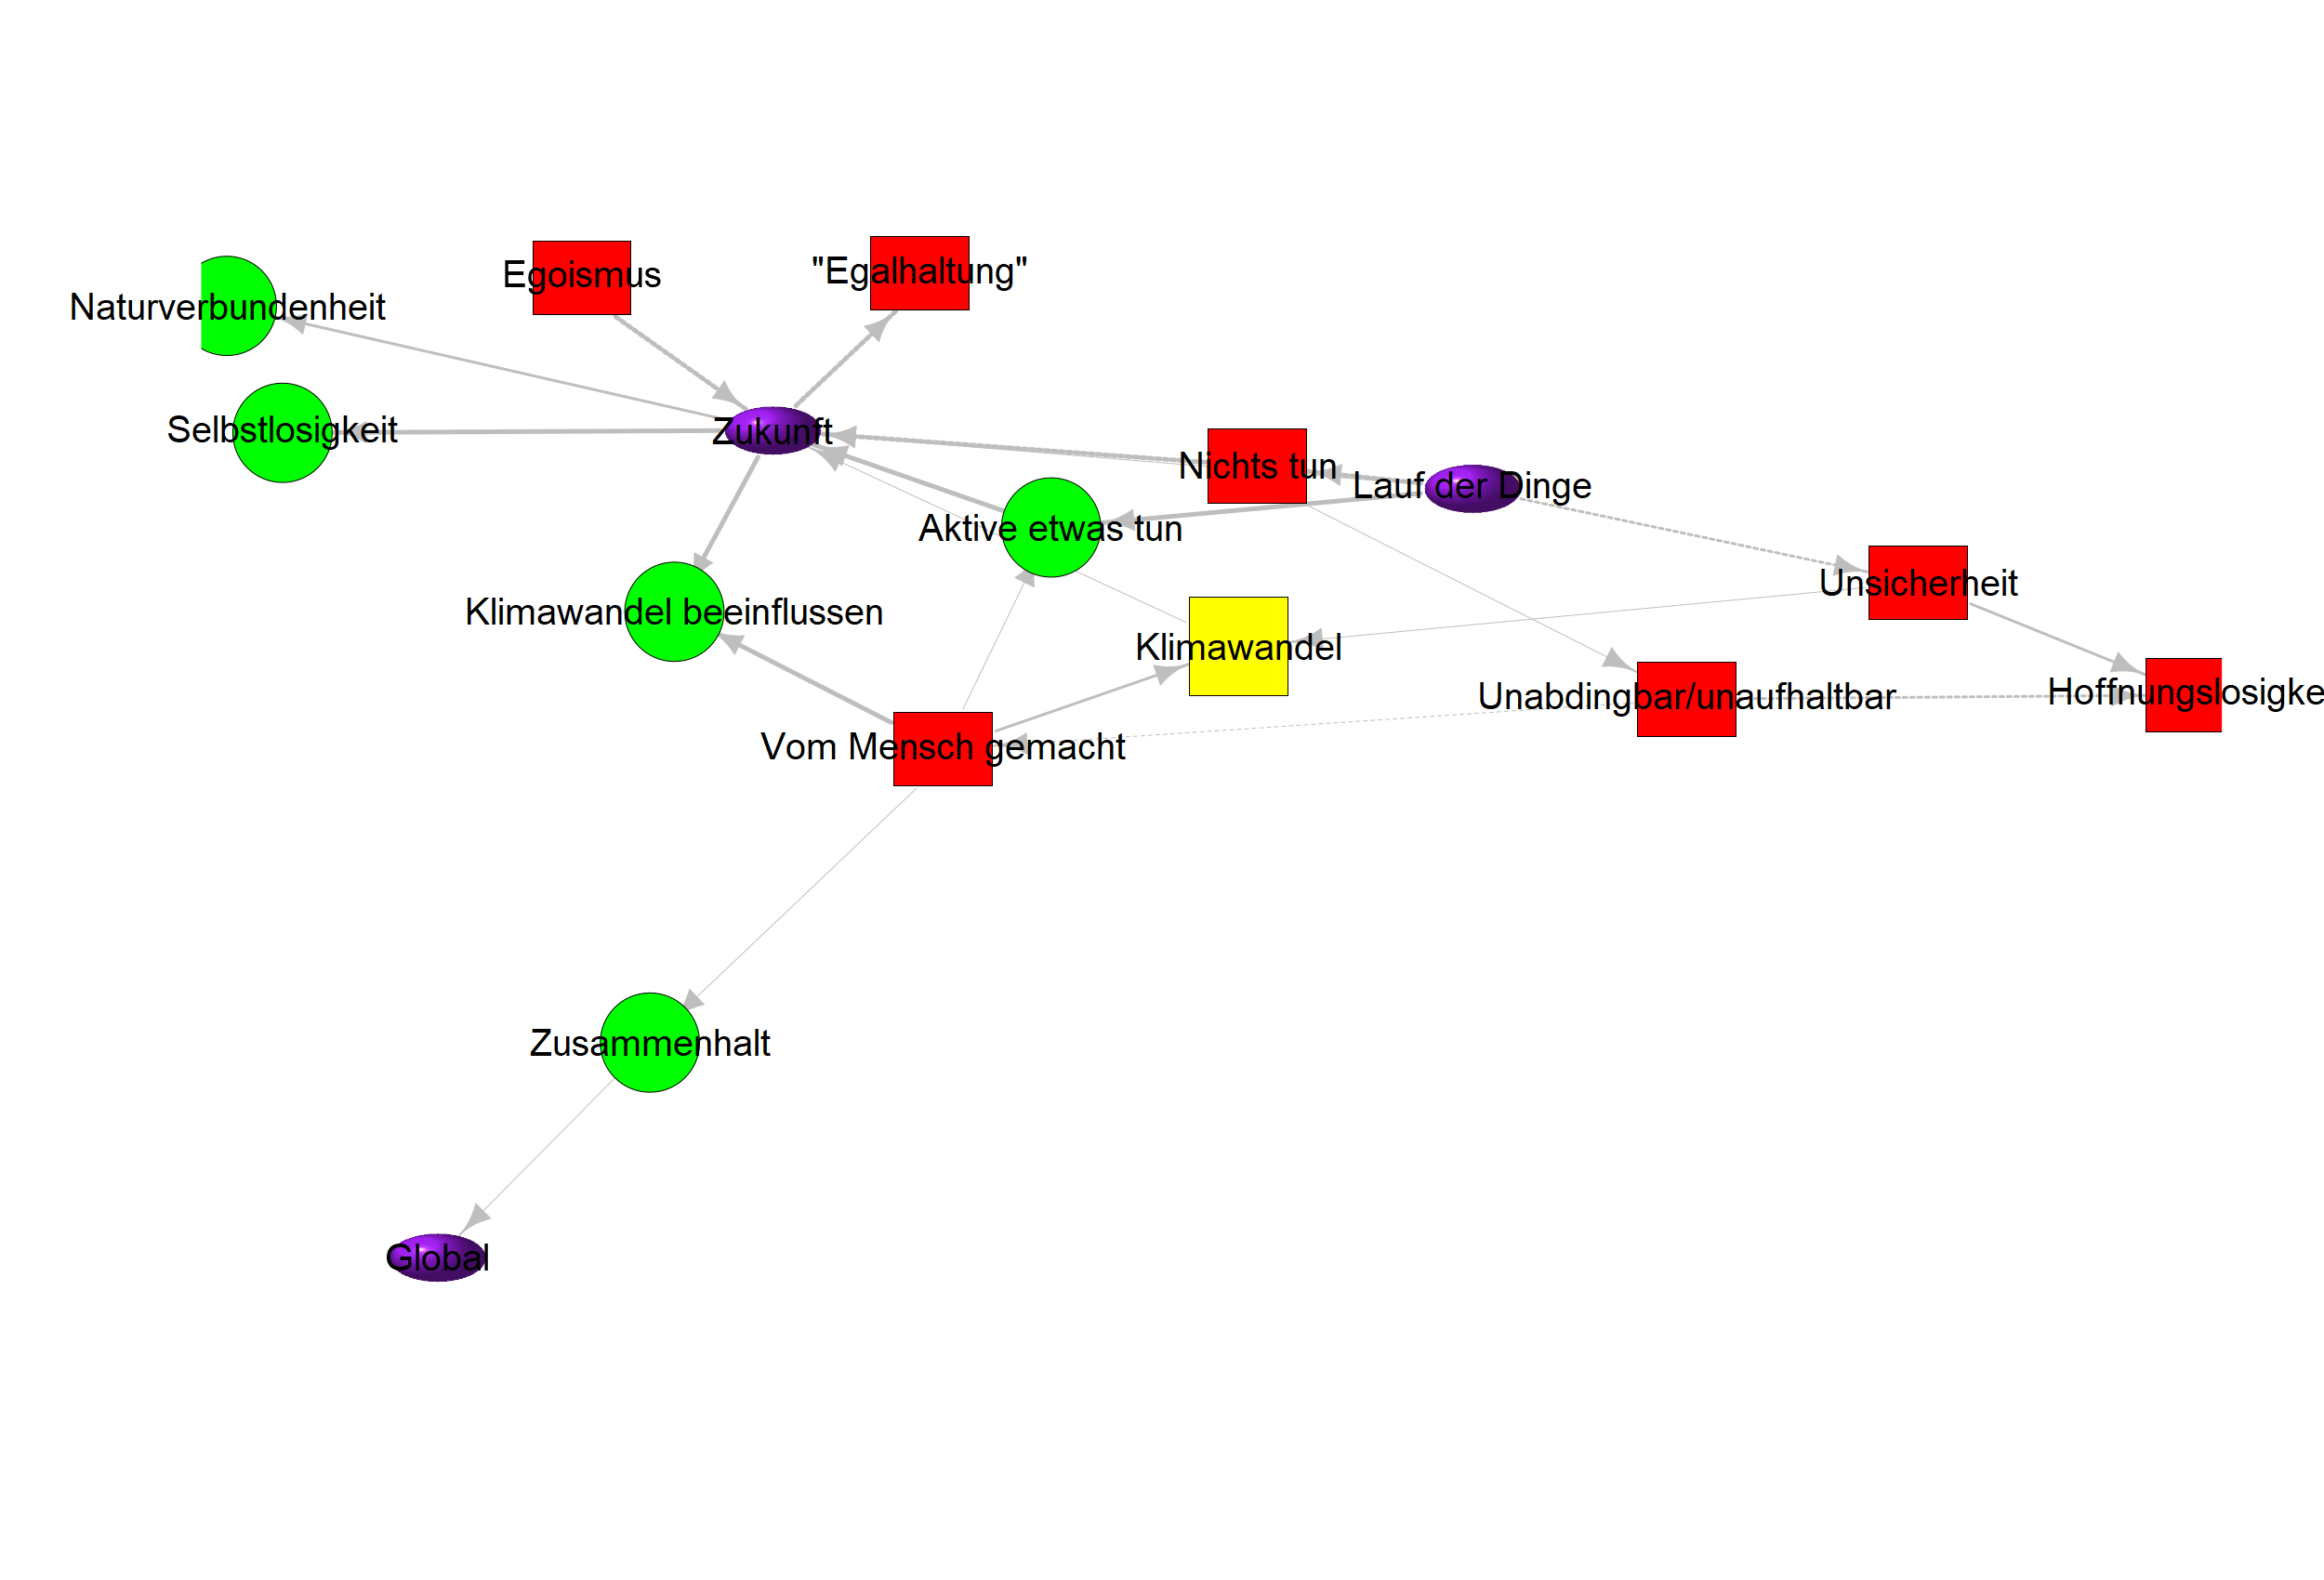 Egoismus
"Egalhaltung"
Naturverbundenheit
Selbstlosigkeit
Zukunft
Nichts tun
Lauf der Dinge
Aktive etwas tun
Unsicherheit
Klimawandel beeinflussen
Klimawandel
Unabdingbar/unaufhaltbar
Hoffnungslosigke
Vom Mensch gemacht
Zusammenhalt
Global